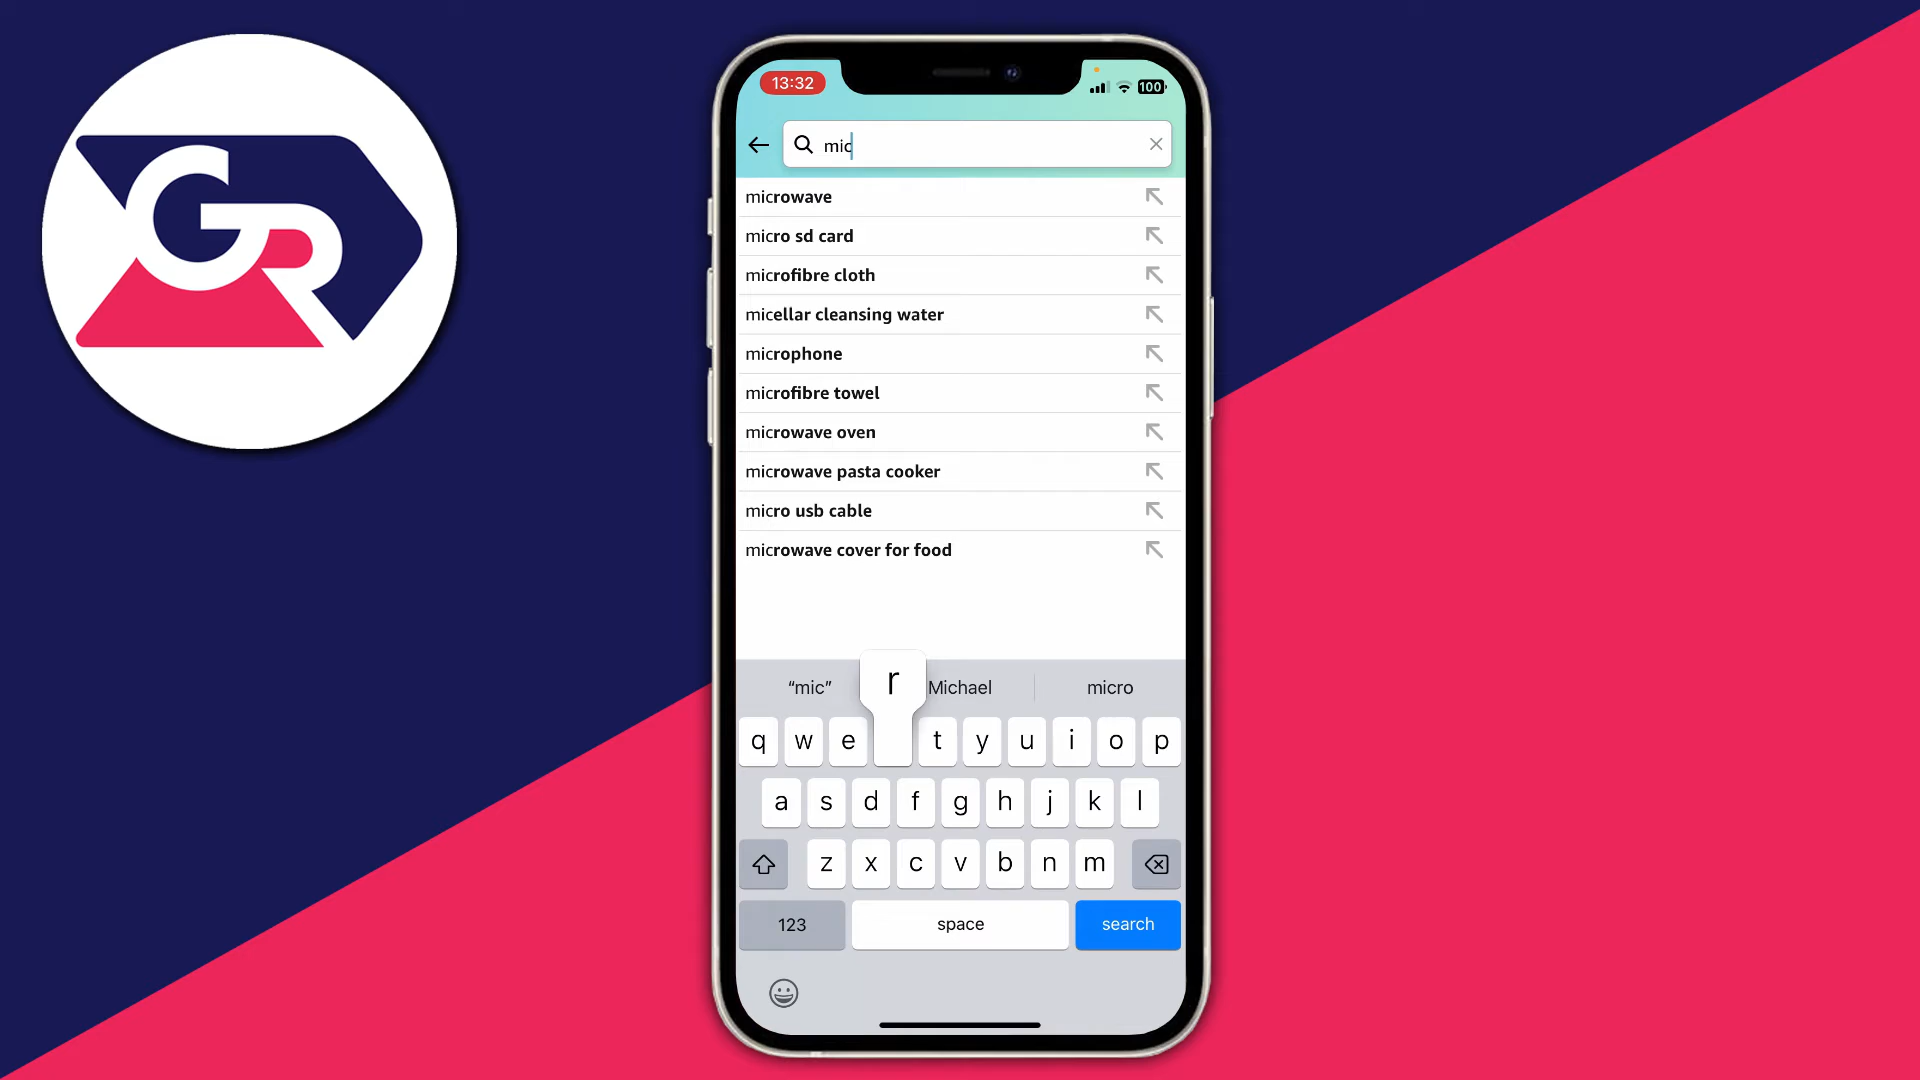 GR
13:32
100
mic
microwave
micro sd card
microfibre cloth
micellar cleansing water
microphone
microfibre towel
microwave oven
microwave pasta cooker
micro usb cable
microwave cover for food
“mic” r Michael micro
q w e t y u i o p
a s d f g h j k l
z x c v b n m
123 space search